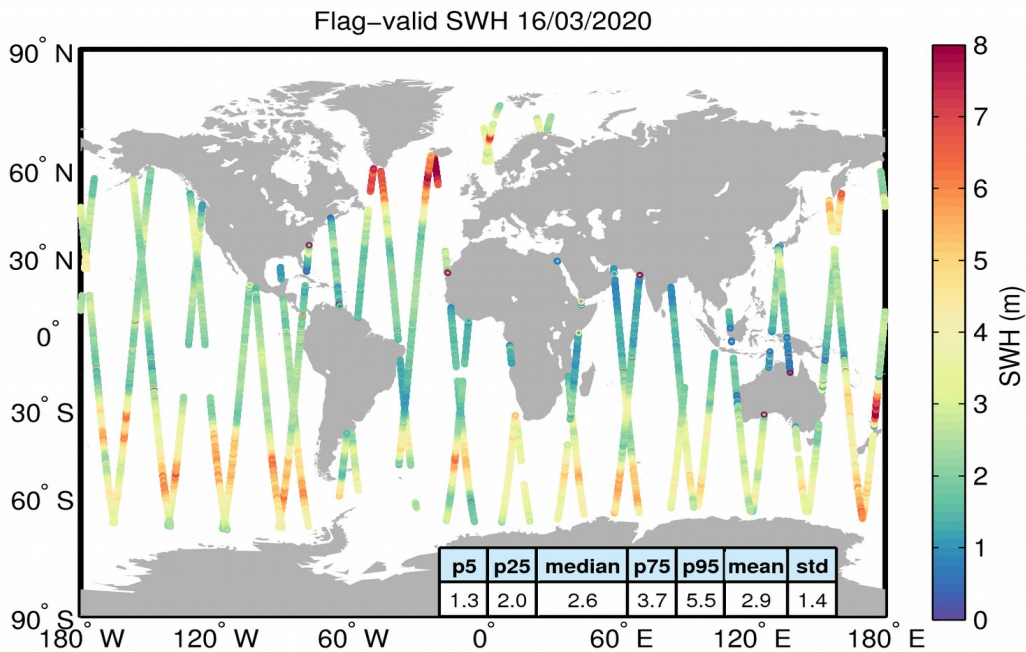 Flag−valid SWH 16/03/2020
90° N
60° N
30° N
0°
30° S
60° S
90° S
180° W
120° W
60° W
0°
60° E
120° E
180° E
8
7
6
5
4
3
2
1
0
SWH (m)
p5 p25 median p75 p95 mean std
1.3 2.0 2.6 3.7 5.5 2.9 1.4